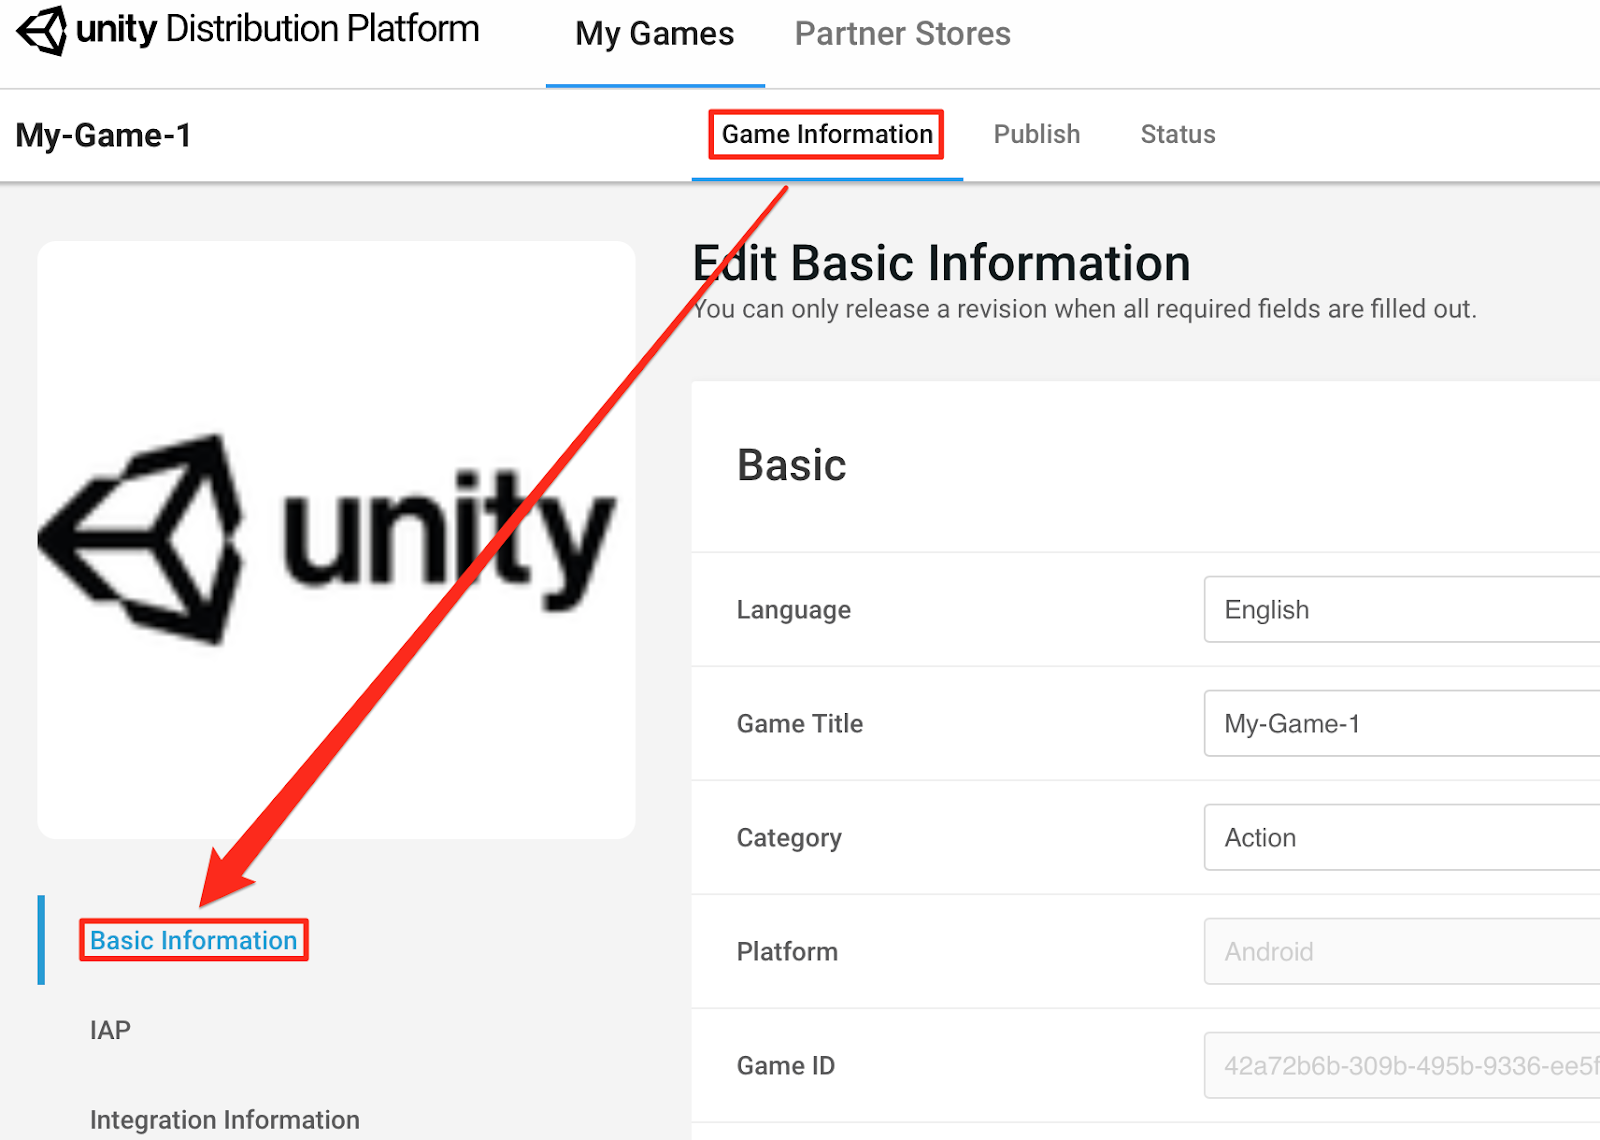 unity Distribution Platform
My Games
Partner Stores
My-Game-1
Game Information
Publish
Status
Edit Basic Information
You can only release a revision when all required fields are filled out.
unity
Basic
Language
English
Game Title
My-Game-1
Category
Action
Platform
Android
Game ID
42a72b6b-309b-495b-9336-ee5f
Basic Information
IAP
Integration Information